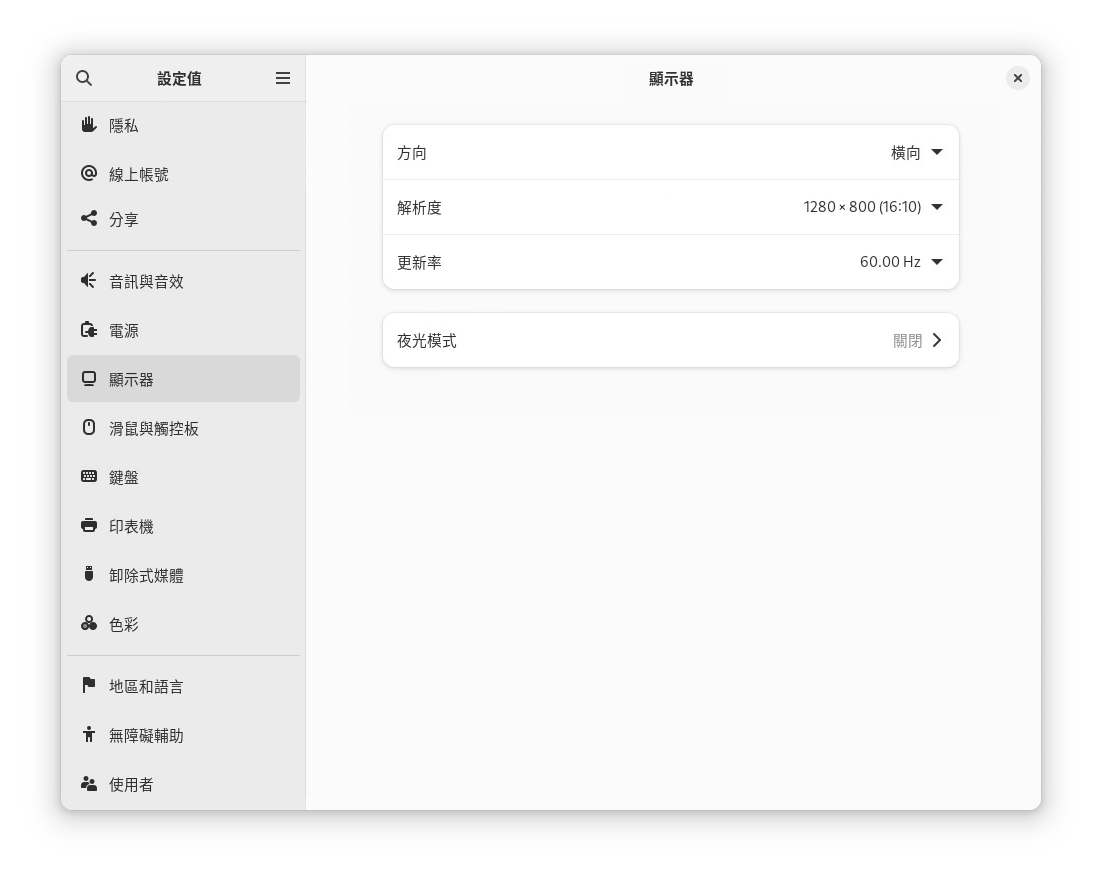 設定值
隱私
線上帳號
分享
音訊與音效
電源
顯示器
滑鼠與觸控板
鍵盤
印表機
卸除式媒體
色彩
地區和語言
無障礙輔助
使用者
顯示器
方向
橫向
解析度
1280 × 800 (16:10)
更新率
60.00 Hz
夜光模式
關閉